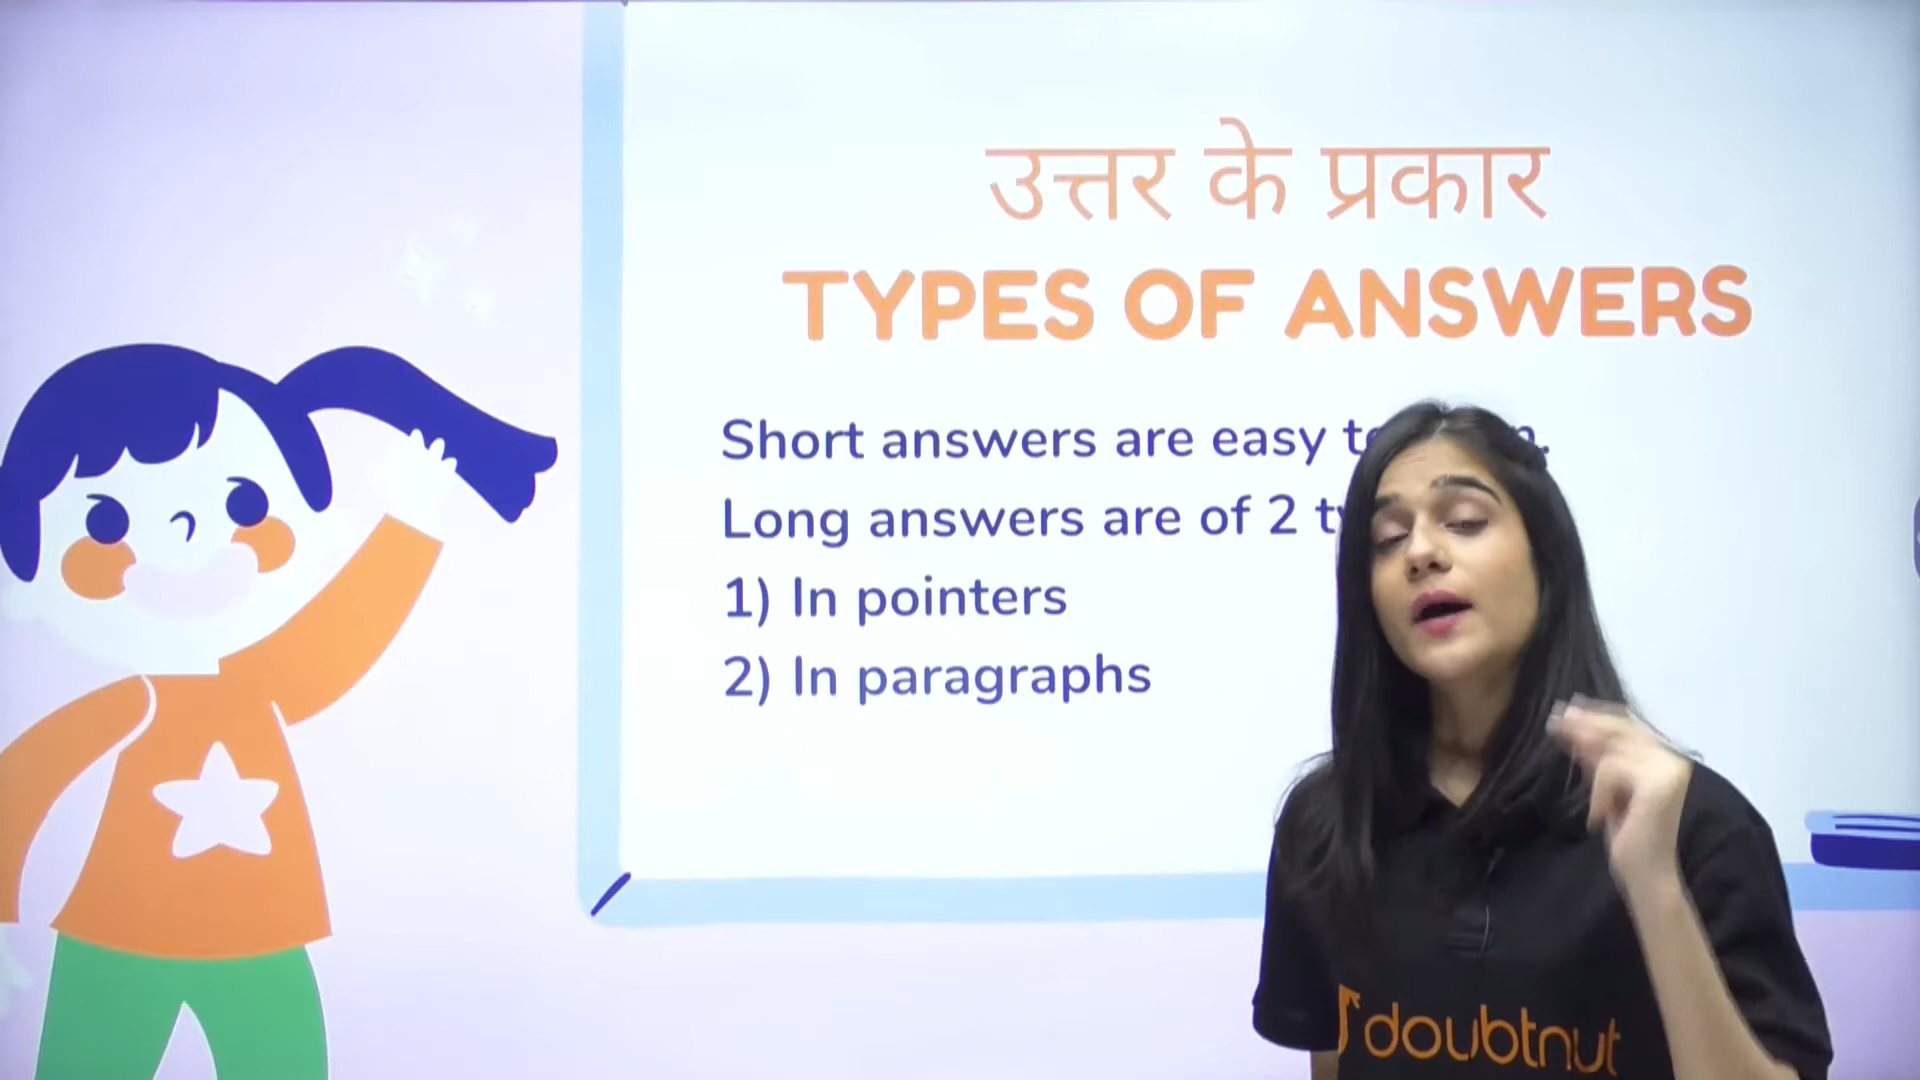 उत्तर के प्रकार
TYPES OF ANSWERS
Short answers are easy
Long answers are of 2
1) In pointers
2) In paragraphs
doubtnut